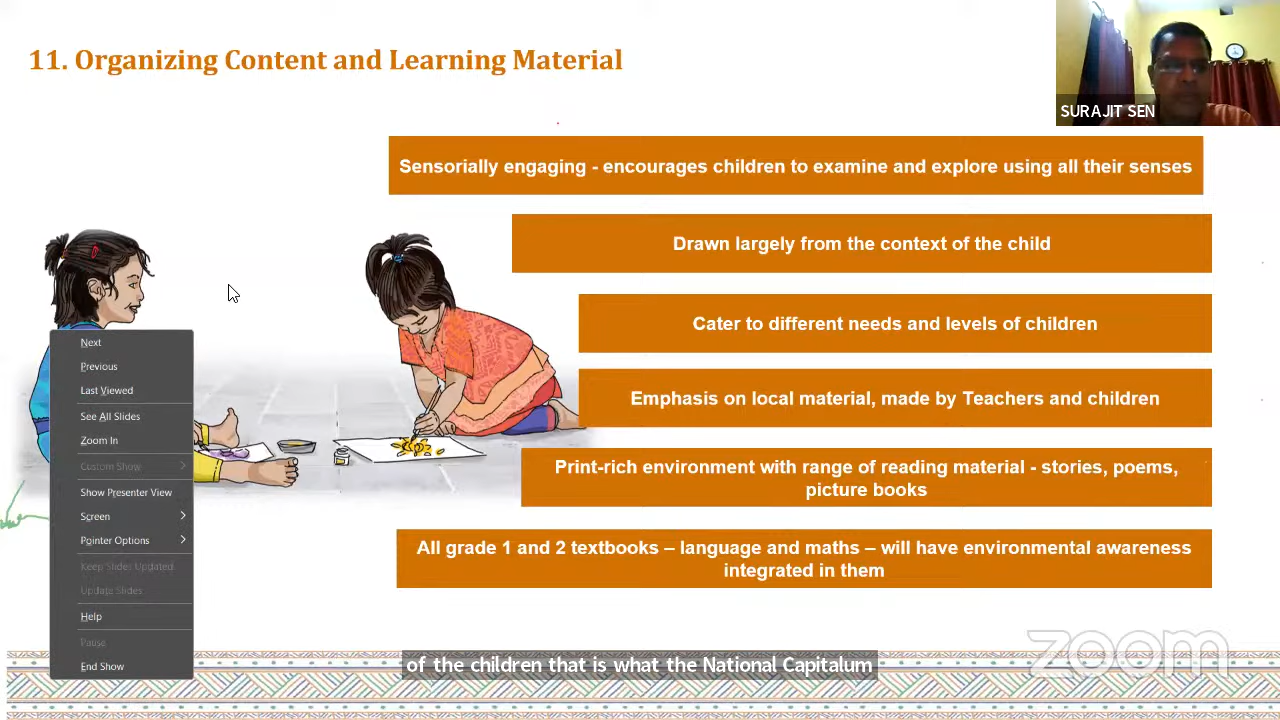 11. Organizing Content and Learning Material
SURAJIT SEN
Sensorially engaging - encourages children to examine and explore using all their senses
Drawn largely from the context of the child
Cater to different needs and levels of children
Emphasis on local material, made by Teachers and children
Print-rich environment with range of reading material - stories, poems,
picture books
All grade 1 and 2 textbooks – language and maths – will have environmental awareness
integrated in them
Next
Previous
Last Viewed
See All Slides
Zoom In
Custom Show
Show Presenter View
Screen
Pointer Options
Keep Slides Updated
Update Slides
Help
Pause
End Show
of the children that is what the National Capitalum
zoom